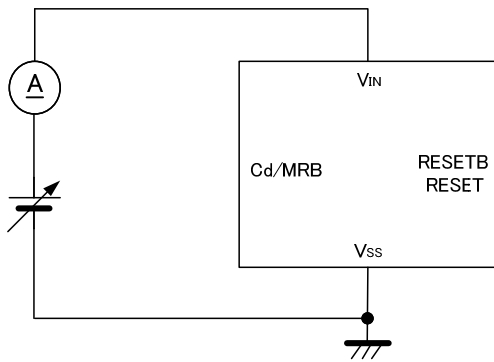 A
VIN
Cd/MRB
RESETB
RESET
VSS